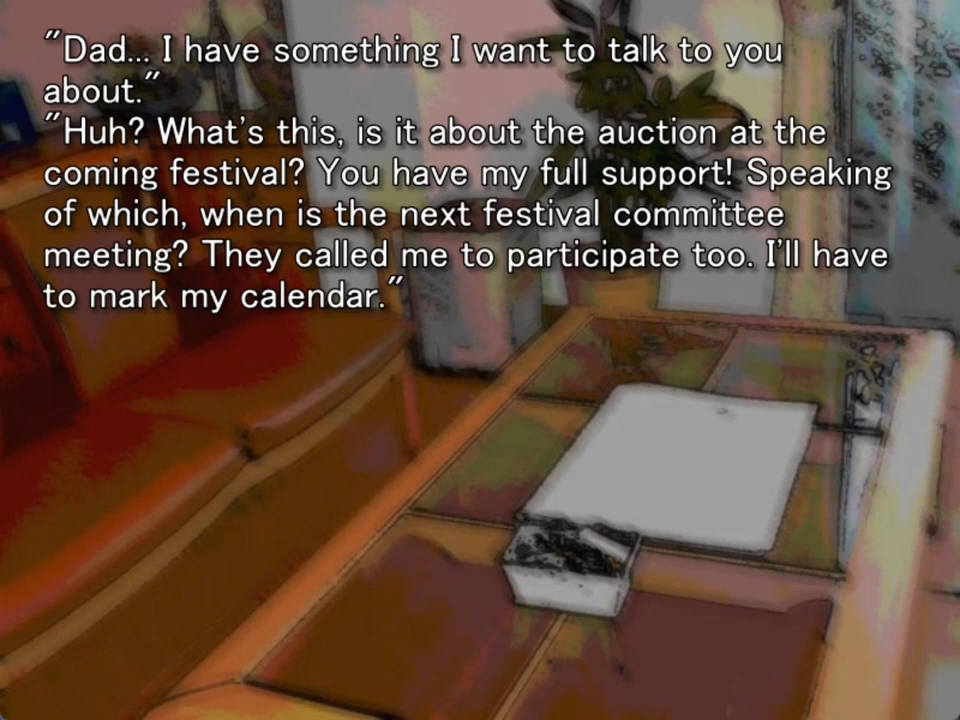 "Dad... I have something I want to talk to you
about."
"Huh? What's this, is it about the auction at the
coming festival? You have my full support! Speaking
of which, when is the next festival committee
meeting? They called me to participate too. I'll have
to mark my calendar."